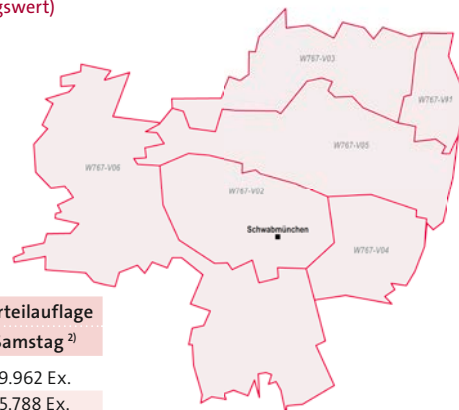 gswert)
W767-V03
W767-V01
W767-V05
W767-V06
W767-V02
Schwabmünchen
W767-V04
rteilauflage
Samstag 2)
9.962 Ex.
5.788 Ex.